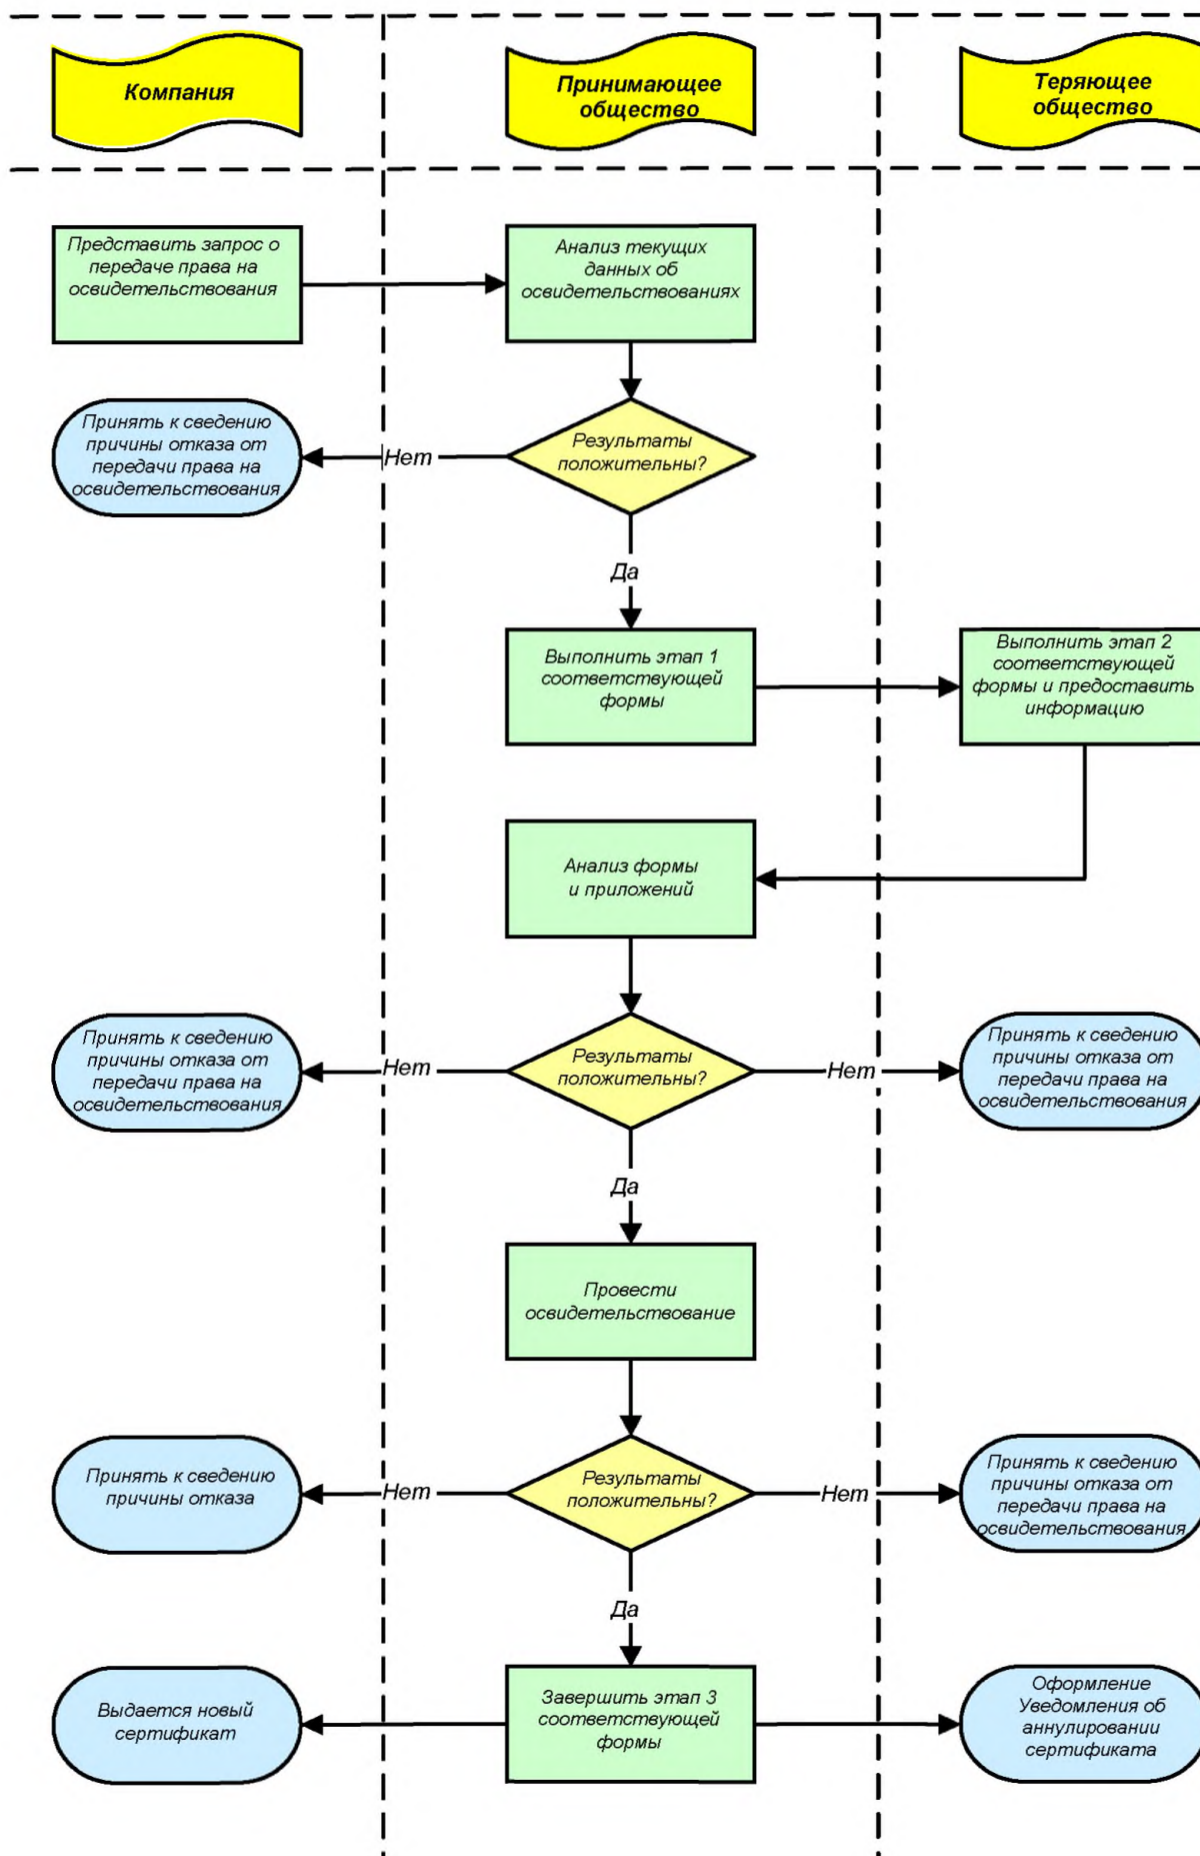 Компания
Принимающее
общество
Теряющее
общество
Представить запрос о
передаче права на
освидетельствования
Анализ текущих
данных об
освидетельствованиях
Принять к сведению
причины отказа от
передачи права на
освидетельствования
Нет
Результаты
положительны?
Да
Выполнить этап 1
соответствующей
формы
Выполнить этап 2
соответствующей
формы и предоставить
информацию
Анализ формы
и приложений
Принять к сведению
причины отказа от
передачи права на
освидетельствования
Нет
Результаты
положительны?
Нет
Принять к сведению
причины отказа от
передачи права на
освидетельствования
Да
Провести
освидетельствование
Принять к сведению
причины отказа
Нет
Результаты
положительны?
Нет
Принять к сведению
причины отказа от
передачи права на
освидетельствования
Да
Выдается новый
сертификат
Завершить этап 3
соответствующей
формы
Оформление
Уведомления об
аннулировании
сертификата